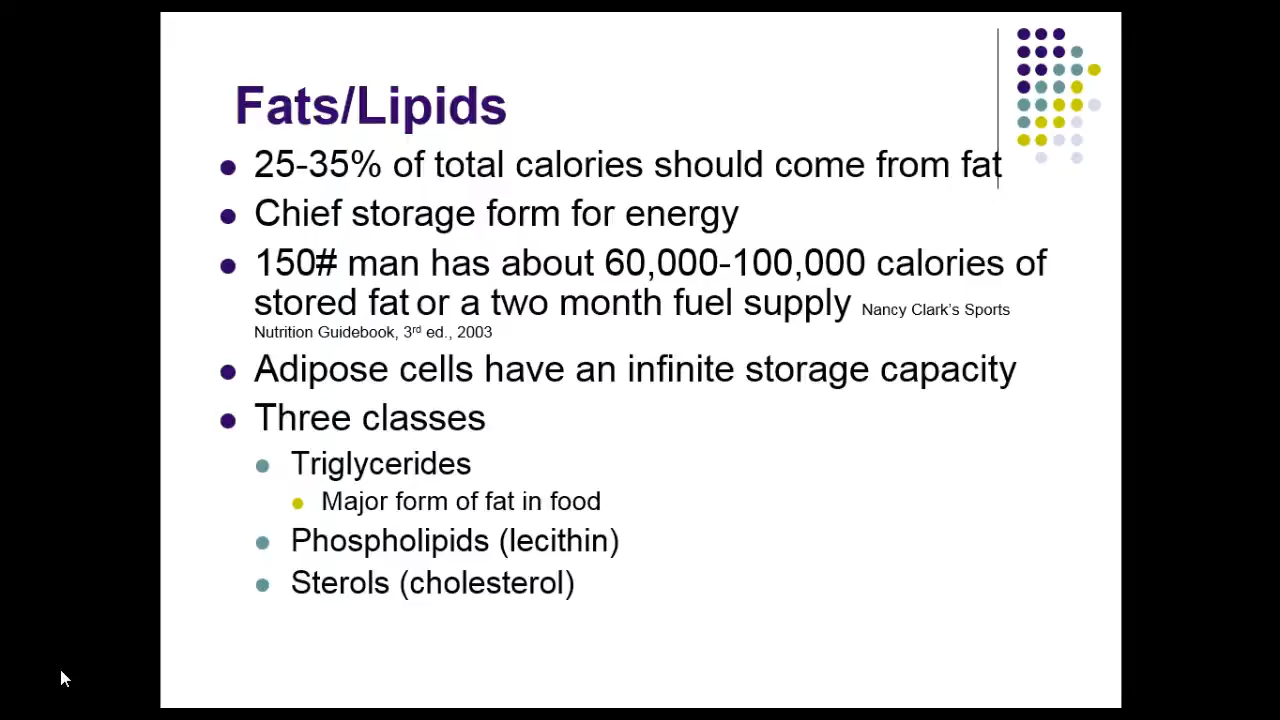 Fats/Lipids
25-35% of total calories should come from fat
Chief storage form for energy
150# man has about 60,000-100,000 calories of
stored fat or a two month fuel supply Nancy Clark's Sports
Nutrition Guidebook, 3rd ed., 2003
Adipose cells have an infinite storage capacity
Three classes
Triglycerides
Major form of fat in food
Phospholipids (lecithin)
Sterols (cholesterol)